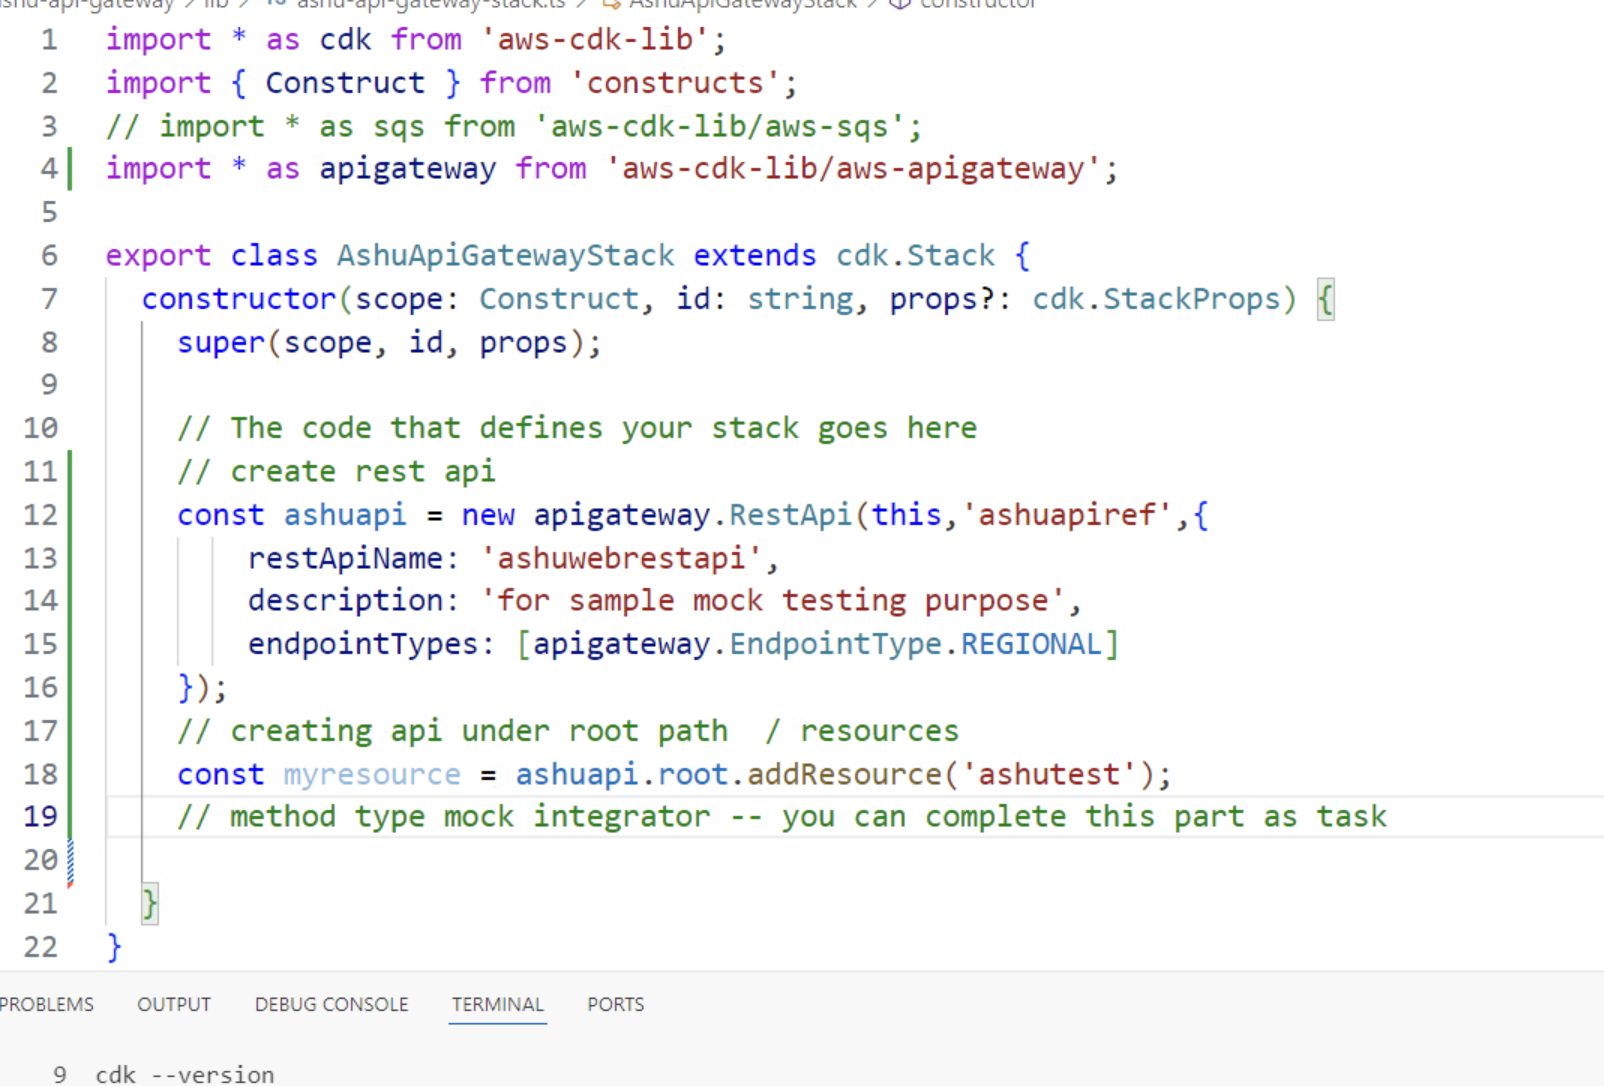 ashu-api-gateway > lib > TS ashu-api-gateway-stack.ts > AshuApiGatewayStack > constructor
1 import * as cdk from 'aws-cdk-lib';
2 import { Construct } from 'constructs';
3 // import * as sqs from 'aws-cdk-lib/aws-sqs';
4 import * as apigateway from 'aws-cdk-lib/aws-apigateway';
5
6 export class AshuApiGatewayStack extends cdk.Stack {
7 constructor(scope: Construct, id: string, props?: cdk.StackProps) {
8 super(scope, id, props);
9
10 // The code that defines your stack goes here
11 // create rest api
12 const ashuapi = new apigateway.RestApi(this,'ashuapiref',{
13 restApiName: 'ashuwebrestapi',
14 description: 'for sample mock testing purpose',
15 endpointTypes: [apigateway.EndpointType.REGIONAL]
16 });
17 // creating api under root path  / resources
18 const myresource = ashuapi.root.addResource('ashutest');
19 // method type mock integrator -- you can complete this part as task
20
21 }
22 }
PROBLEMS OUTPUT DEBUG CONSOLE TERMINAL PORTS
9 cdk --version